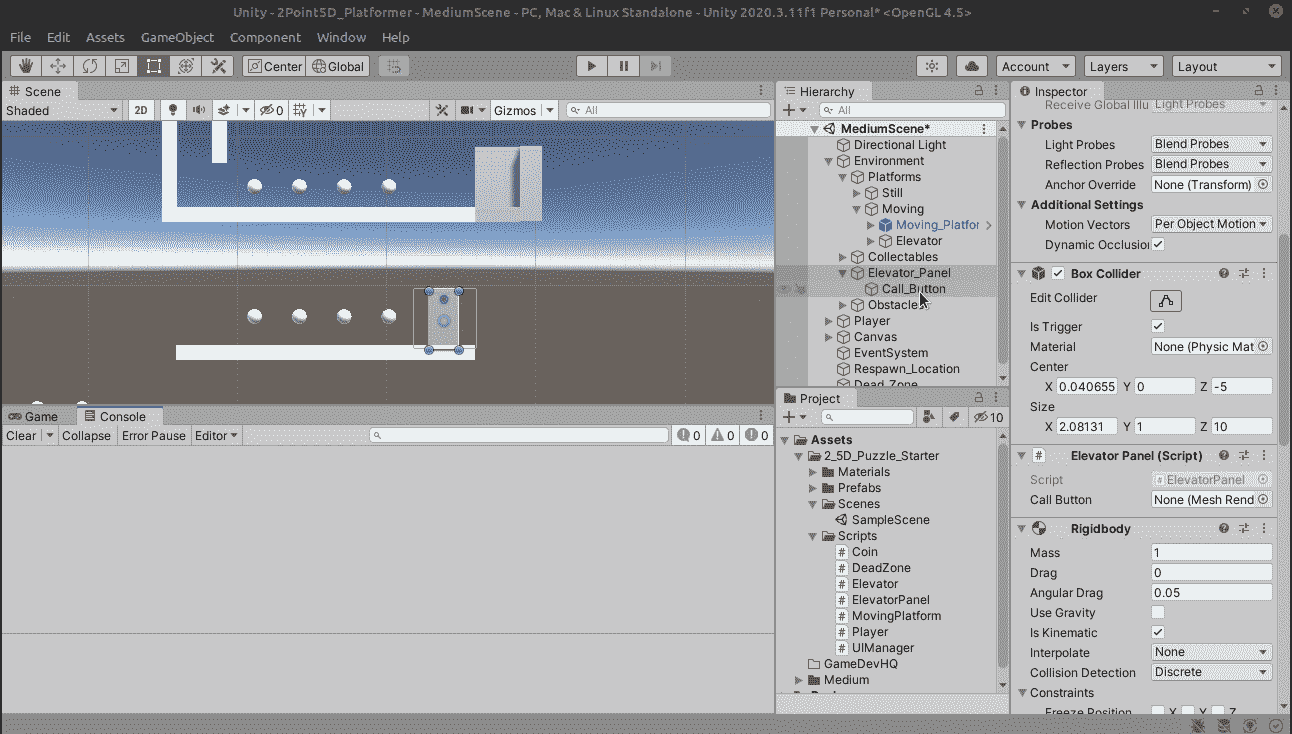 Unity - 2Point5D_Platformer - MediumScene - PC, Mac & Linux Standalone - Unity 2020.3.11f1 Personal* <OpenGL 4.5>
File Edit Assets GameObject Component Window Help
Center Global Account Layers Layout
Scene
Shaded 2D 0 Gizmos All
Game Console
Clear Collapse Error Pause Editor 0 0 0
Hierarchy
All
MediumScene*
Directional Light
Environment
Platforms
Still
Moving
Moving_Platfor
Elevator
Collectables
Elevator_Panel
Call_Button
Obstacles
Player
Canvas
EventSystem
Respawn_Location
Dead_Zone
Project
10
Assets
2_5D_Puzzle_Starter
Materials
Prefabs
Scenes
SampleScene
Scripts
Coin
DeadZone
Elevator
ElevatorPanel
MovingPlatform
Player
UIManager
GameDevHQ
Medium
Inspector
Receive Global Illu Light Probes
Probes
Light Probes Blend Probes
Reflection Probes Blend Probes
Anchor Override None (Transform)
Additional Settings
Motion Vectors Per Object Motion
Dynamic Occlusion
Box Collider
Edit Collider
Is Trigger
Material None (Physic Mat
Center
X 0.040655 Y 0 Z -5
Size
X 2.08131 Y 1 Z 10
# Elevator Panel (Script)
Script # ElevatorPanel
Call Button None (Mesh Rend
Rigidbody
Mass 1
Drag 0
Angular Drag 0.05
Use Gravity
Is Kinematic
Interpolate None
Collision Detection Discrete
Constraints
Freeze Position X Y Z